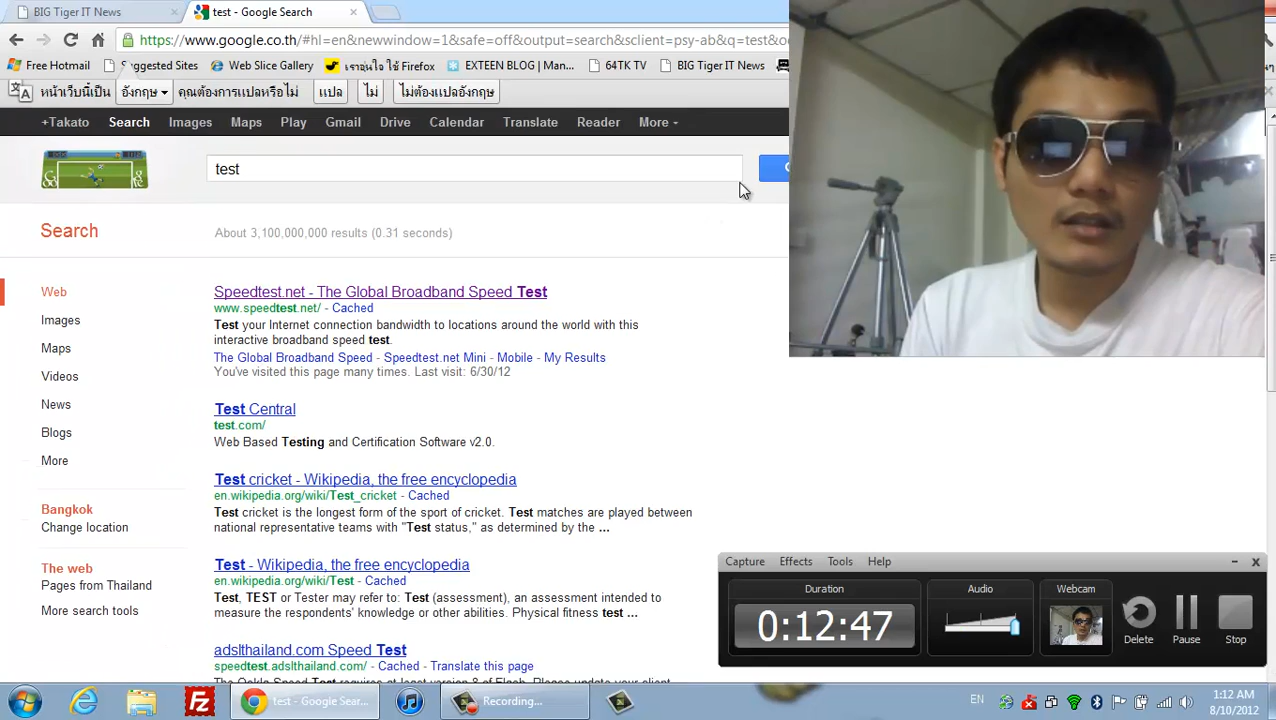 BIG Tiger IT News
test - Google Search
https://www.google.co.th/#hl=en&newwindow=1&safe=off&output=search&sclient=psy-ab&q=test&o
Free Hotmail
Suggested Sites
Web Slice Gallery
เราคุ้นใช้ Firefox
EXTEEN BLOG | Man...
64TK TV
BIG Tiger IT News
หน้าเว็บนี้เป็น อังกฤษ คุณต้องการแปลหรือไม่ แปล ไม่ ไม่ต้องแปลอังกฤษ
+Takato Search Images Maps Play Gmail Drive Calendar Translate Reader More
test
Search
About 3,100,000,000 results (0.31 seconds)
Web
Images
Maps
Videos
News
Blogs
More
Bangkok
Change location
The web
Pages from Thailand
More search tools
Speedtest.net - The Global Broadband Speed Test
www.speedtest.net/ - Cached
Test your Internet connection bandwidth to locations around the world with this
interactive broadband speed test.
The Global Broadband Speed - Speedtest.net Mini - Mobile - My Results
You've visited this page many times. Last visit: 6/30/12
Test Central
test.com/
Web Based Testing and Certification Software v2.0.
Test cricket - Wikipedia, the free encyclopedia
en.wikipedia.org/wiki/Test_cricket - Cached
Test cricket is the longest form of the sport of cricket. Test matches are played between
national representative teams with "Test status," as determined by the ...
Test - Wikipedia, the free encyclopedia
en.wikipedia.org/wiki/Test - Cached
Test, TEST or Tester may refer to: Test (assessment), an assessment intended to
measure the respondents' knowledge or other abilities. Physical fitness test ...
adslthailand.com Speed Test
speedtest.adslthailand.com/ - Cached - Translate this page
Capture Effects Tools Help
Duration
0:12:47
Audio
Webcam
Delete
Pause
Stop
test - Google Sear...
Recording...
EN
1:12 AM
8/10/2012